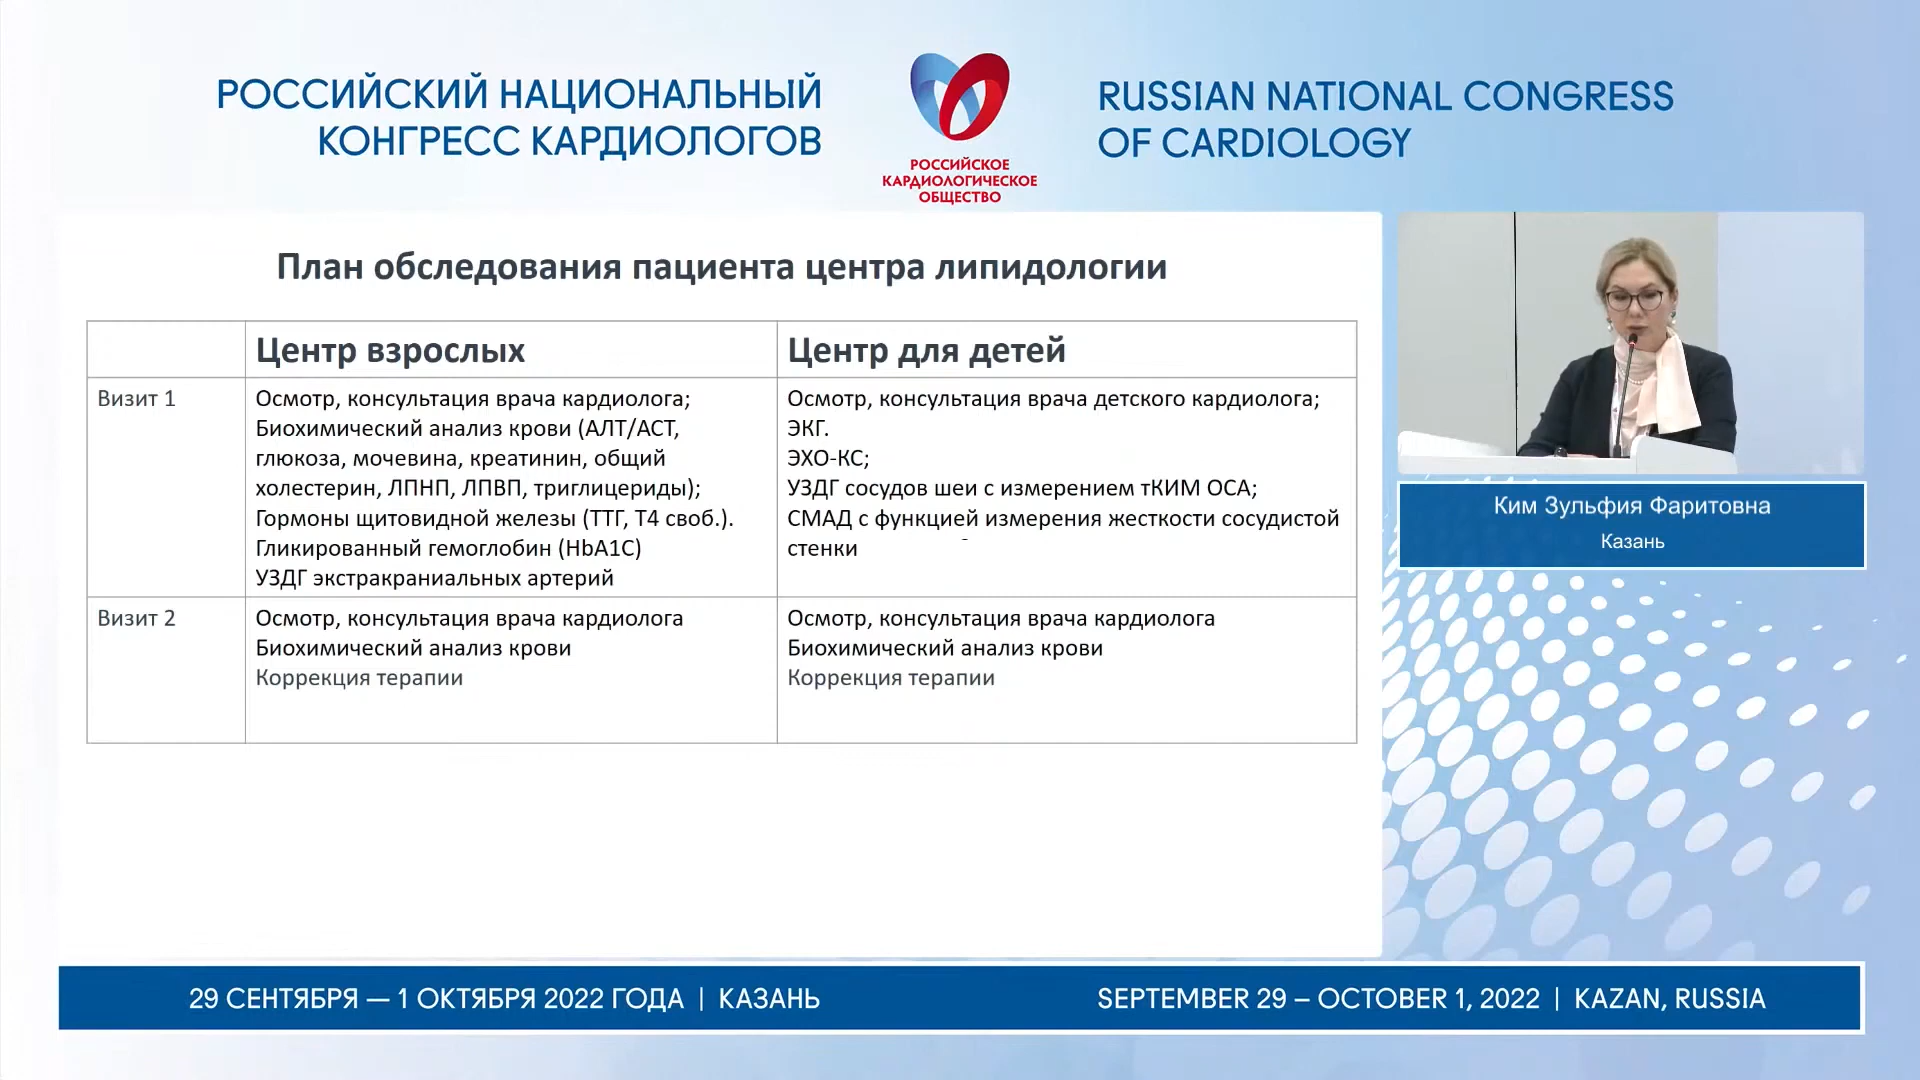 РОССИЙСКИЙ НАЦИОНАЛЬНЫЙ
КОНГРЕСС КАРДИОЛОГОВ
РОССИЙСКОЕ
КАРДИОЛОГИЧЕСКОЕ
ОБЩЕСТВО
RUSSIAN NATIONAL CONGRESS
OF CARDIOLOGY
План обследования пациента центра липидологии
Центр взрослых
Центр для детей
Визит 1
Осмотр, консультация врача кардиолога;
Биохимический анализ крови (АЛТ/АСТ,
глюкоза, мочевина, креатинин, общий
холестерин, ЛПНП, ЛПВП, триглицериды);
Гормоны щитовидной железы (ТТГ, Т4 своб.).
Гликированный гемоглобин (HbA1C)
УЗДГ экстракраниальных артерий
Осмотр, консультация врача детского кардиолога;
ЭКГ.
ЭХО-КС;
УЗДГ сосудов шеи с измерением тКИМ ОСА;
СМАД с функцией измерения жесткости сосудистой
стенки
Визит 2
Осмотр, консультация врача кардиолога
Биохимический анализ крови
Коррекция терапии
Осмотр, консультация врача кардиолога
Биохимический анализ крови
Коррекция терапии
Ким Зульфия Фаритовна
Казань
29 СЕНТЯБРЯ — 1 ОКТЯБРЯ 2022 ГОДА | КАЗАНЬ
SEPTEMBER 29 – OCTOBER 1, 2022 | KAZAN, RUSSIA